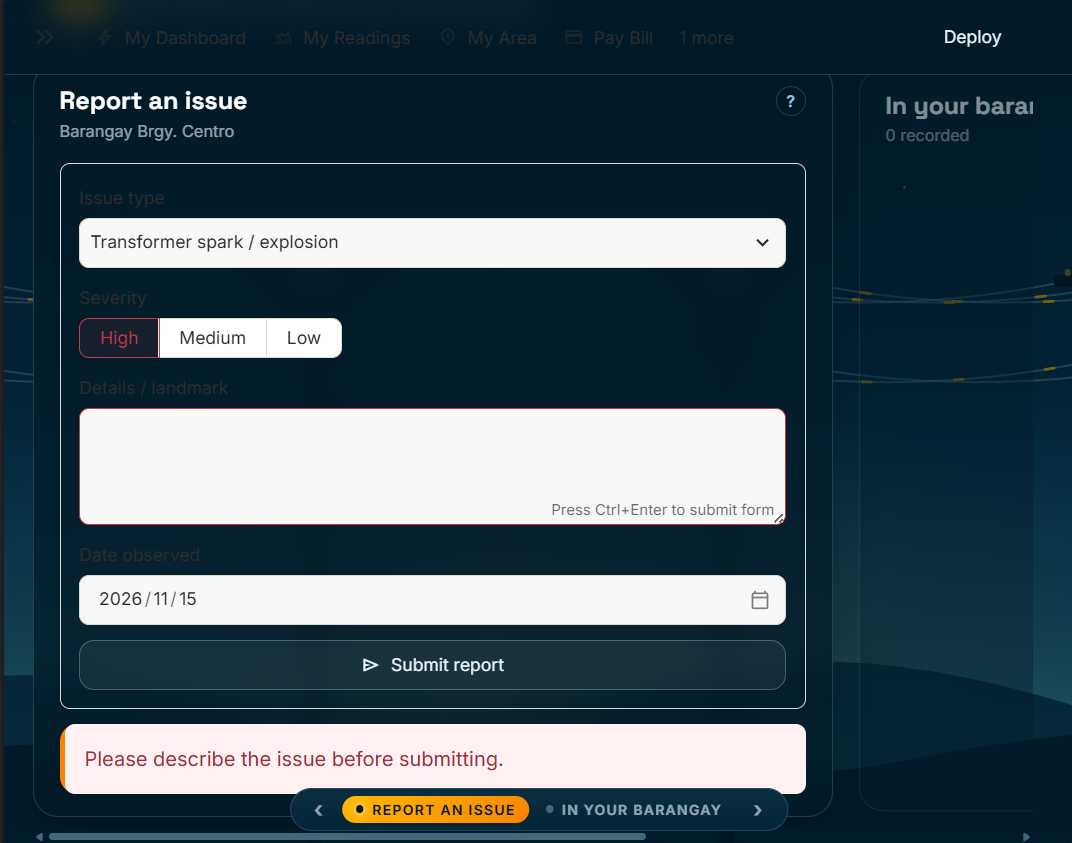 My Dashboard My Readings My Area Pay Bill 1 more Deploy
Report an issue
?
Barangay Brgy. Centro
Issue type
Transformer spark / explosion
Severity
High Medium Low
Details / landmark
Press Ctrl+Enter to submit form
Date observed
2026/11/15
Submit report
Please describe the issue before submitting.
REPORT AN ISSUE IN YOUR BARANGAY
In your barar
0 recorded